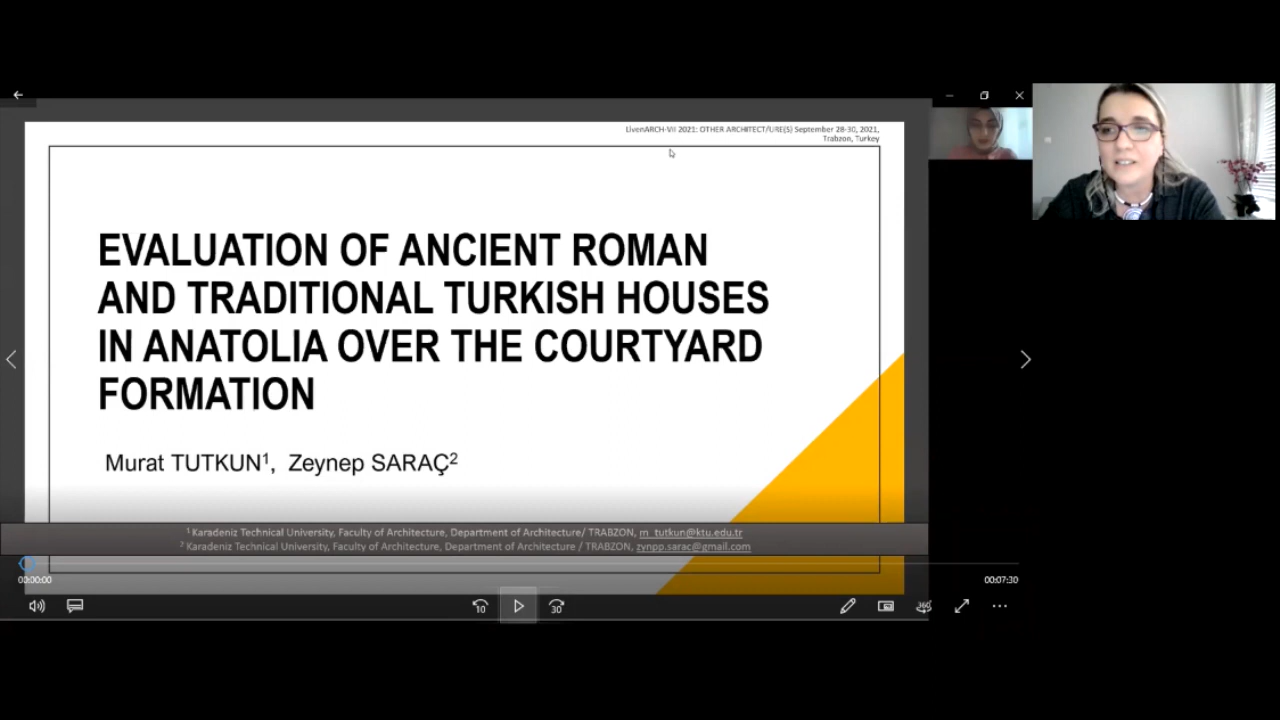 LivenARCH-VII 2021: OTHER ARCHITECT/URE(S) September 28-30, 2021,
Trabzon, Turkey
EVALUATION OF ANCIENT ROMAN
AND TRADITIONAL TURKISH HOUSES
IN ANATOLIA OVER THE COURTYARD
FORMATION
Murat TUTKUN¹, Zeynep SARAÇ²
¹ Karadeniz Technical University, Faculty of Architecture, Department of Architecture/ TRABZON, m_tutkun@ktu.edu.tr
² Karadeniz Technical University, Faculty of Architecture, Department of Architecture / TRABZON, zynpp.sarac@gmail.com
00:00:00
00:07:30
10
30
360